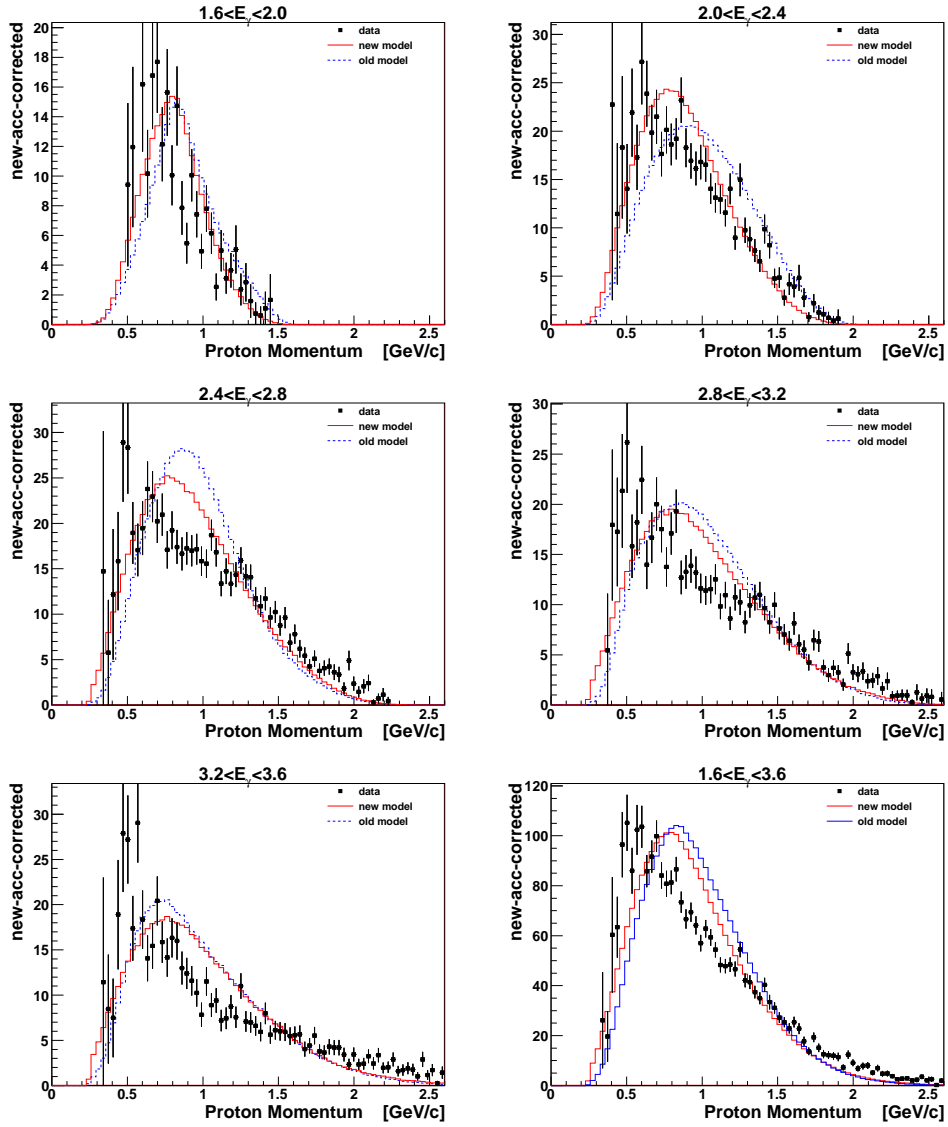 1.6<Eγ<2.0
new-acc-corrected
20
18
16
14
12
10
8
6
4
2
0
data
new model
old model
0 0.5 1 1.5 2 2.5
Proton Momentum [GeV/c]
2.0<Eγ<2.4
new-acc-corrected
30
25
20
15
10
5
0
data
new model
old model
0 0.5 1 1.5 2 2.5
Proton Momentum [GeV/c]
2.4<Eγ<2.8
new-acc-corrected
30
25
20
15
10
5
0
data
new model
old model
0 0.5 1 1.5 2 2.5
Proton Momentum [GeV/c]
2.8<Eγ<3.2
new-acc-corrected
30
25
20
15
10
5
0
data
new model
old model
0 0.5 1 1.5 2 2.5
Proton Momentum [GeV/c]
3.2<Eγ<3.6
new-acc-corrected
30
25
20
15
10
5
0
data
new model
old model
0 0.5 1 1.5 2 2.5
Proton Momentum [GeV/c]
1.6<Eγ<3.6
new-acc-corrected
120
100
80
60
40
20
0
data
new model
old model
0 0.5 1 1.5 2 2.5
Proton Momentum [GeV/c]